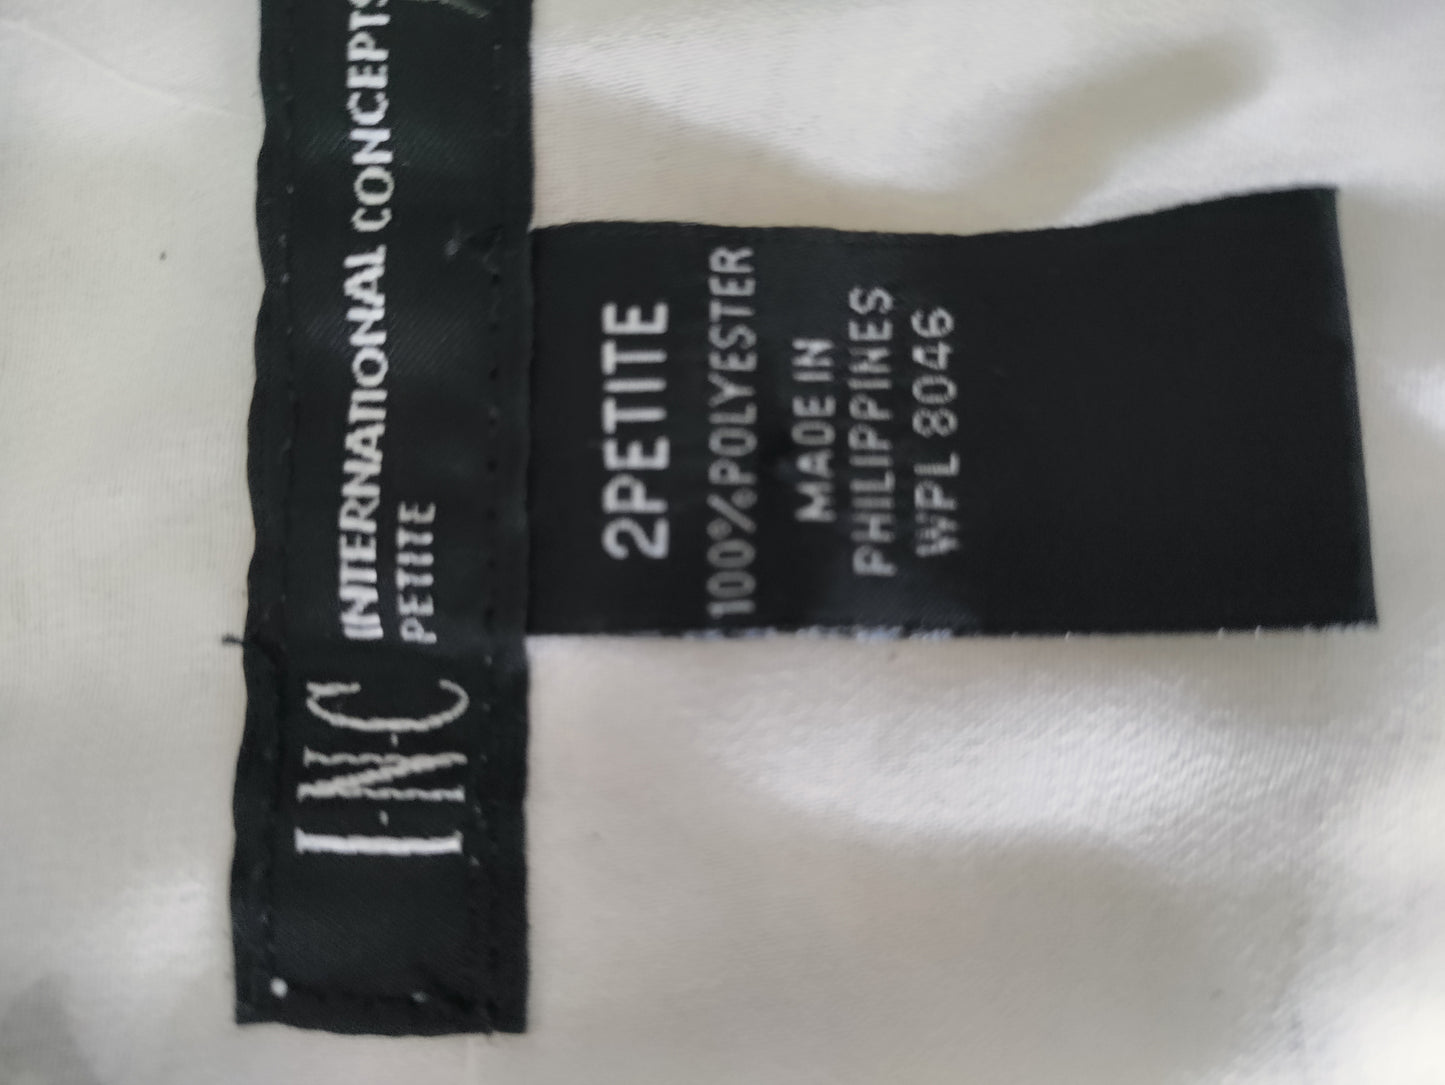 I·N·C
INTERNATIONAL CONCEPTS
PETITE
2PETITE
100%POLYESTER
MADE IN
PHILIPPINES
WPL 8046